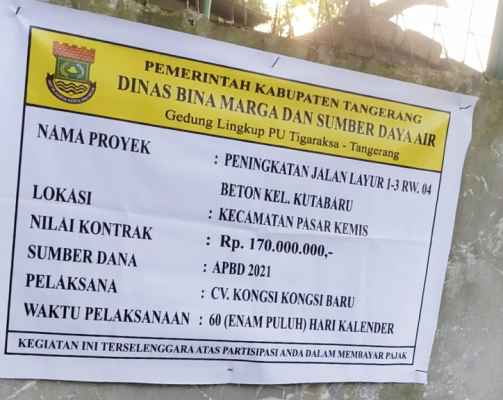 PEMERINTAH KABUPATEN TANGERANG
DINAS BINA MARGA DAN SUMBER DAYA AIR
Gedung Lingkup PU Tigaraksa - Tangerang
NAMA PROYEK : PENINGKATAN JALAN LAYUR 1-3 RW. 04
BETON KEL. KUTABARU
LOKASI : KECAMATAN PASAR KEMIS
NILAI KONTRAK : Rp. 170.000.000,-
SUMBER DANA : APBD 2021
PELAKSANA : CV. KONGSI KONGSI BARU
WAKTU PELAKSANAAN : 60 (ENAM PULUH) HARI KALENDER
KEGIATAN INI TERSELENGGARA ATAS PARTISIPASI ANDA DALAM MEMBAYAR PAJAK